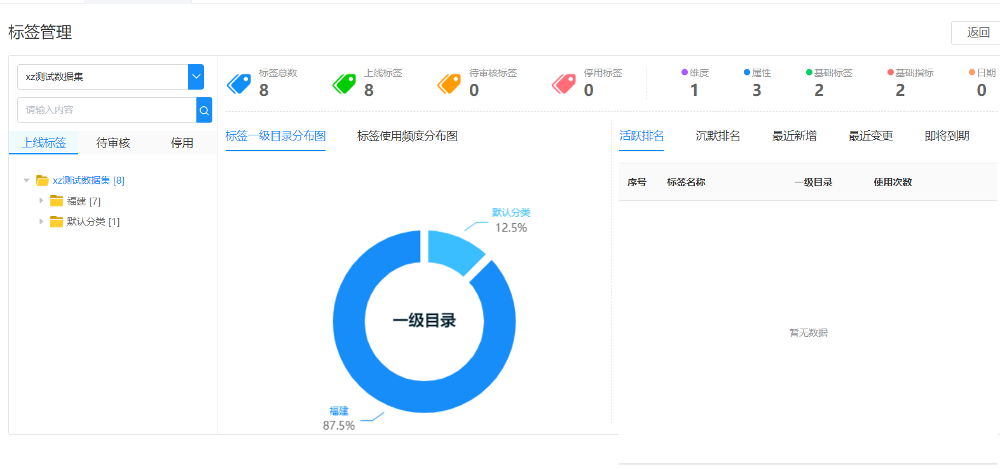 标签管理
返回
xz测试数据集
请输入内容
上线标签 待审核 停用
xz测试数据集 [8]
福建 [7]
默认分类 [1]
标签总数 上线标签 待审核标签 停用标签 维度 属性 基础标签 基础指标 日期
8 8 0 0 1 3 2 2 0
标签一级目录分布图 标签使用频度分布图
默认分类
12.5%
一级目录
福建
87.5%
活跃排名 沉默排名 最近新增 最近变更 即将到期
序号 标签名称 一级目录 使用次数
暂无数据